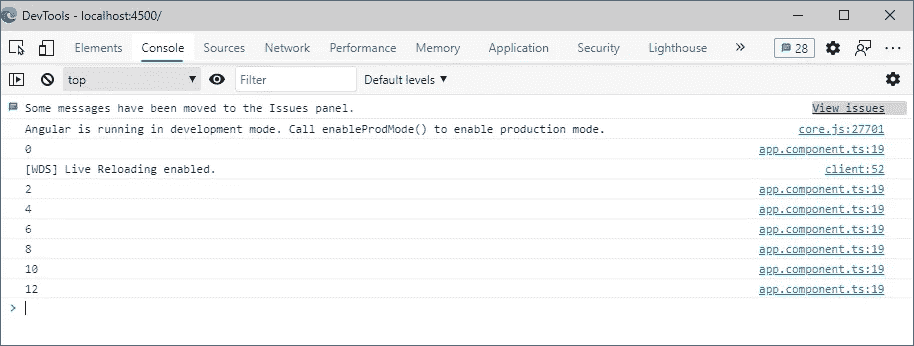 DevTools - localhost:4500/
Elements Console Sources Network Performance Memory Application Security Lighthouse » 28
top ▼ Filter Default levels ▼
Some messages have been moved to the Issues panel. View issues
Angular is running in development mode. Call enableProdMode() to enable production mode. core.js:27701
0 app.component.ts:19
[WDS] Live Reloading enabled. client:52
2 app.component.ts:19
4 app.component.ts:19
6 app.component.ts:19
8 app.component.ts:19
10 app.component.ts:19
12 app.component.ts:19
>